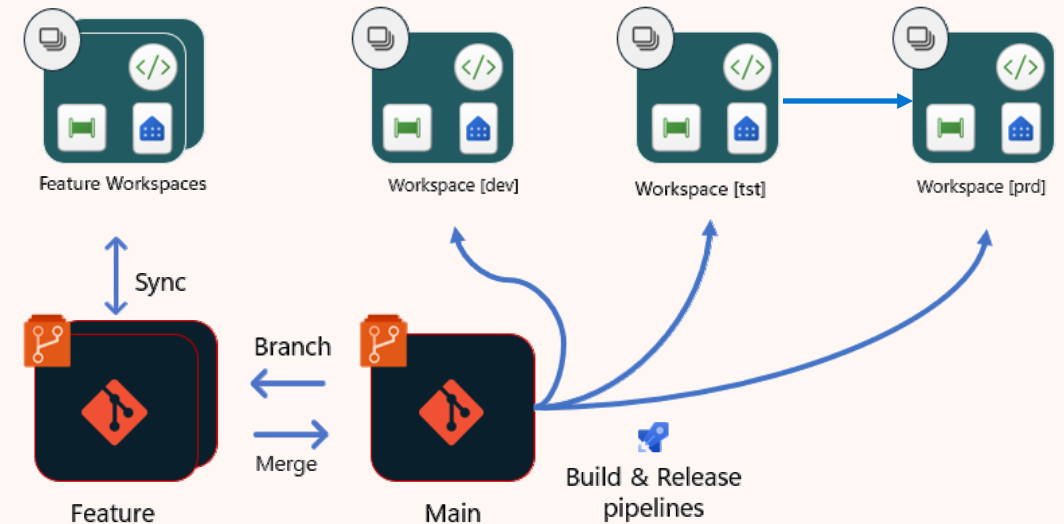 Feature Workspaces
Workspace [dev]
Workspace [tst]
Workspace [prd]
Sync
Branch
Merge
Build & Release
pipelines
Feature
Main